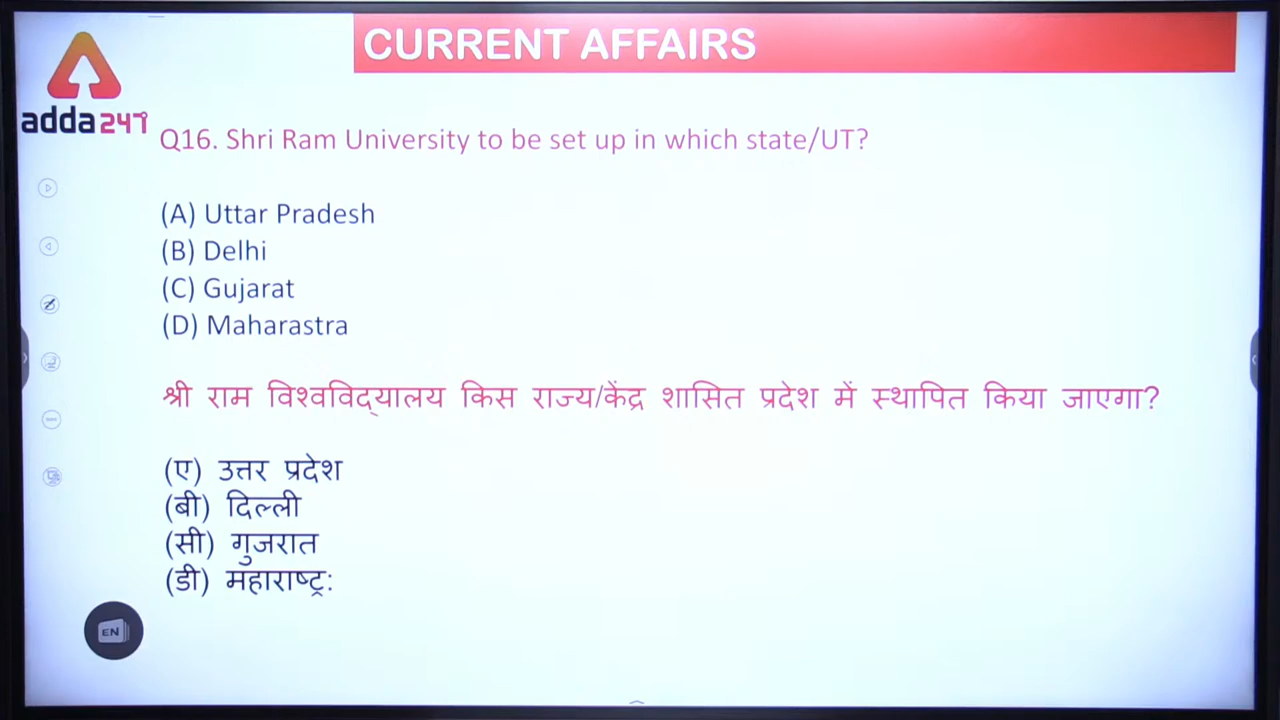 CURRENT AFFAIRS
adda247
Q16. Shri Ram University to be set up in which state/UT?
(A) Uttar Pradesh
(B) Delhi
(C) Gujarat
(D) Maharastra
श्री राम विश्वविद्‌यालय किस राज्य/केंद्र शासित प्रदेश में स्थापित किया जाएगा?
(ए) उत्तर प्रदेश
(बी) दिल्ली
(सी) गुजरात
(डी) महाराष्ट्र:
EN